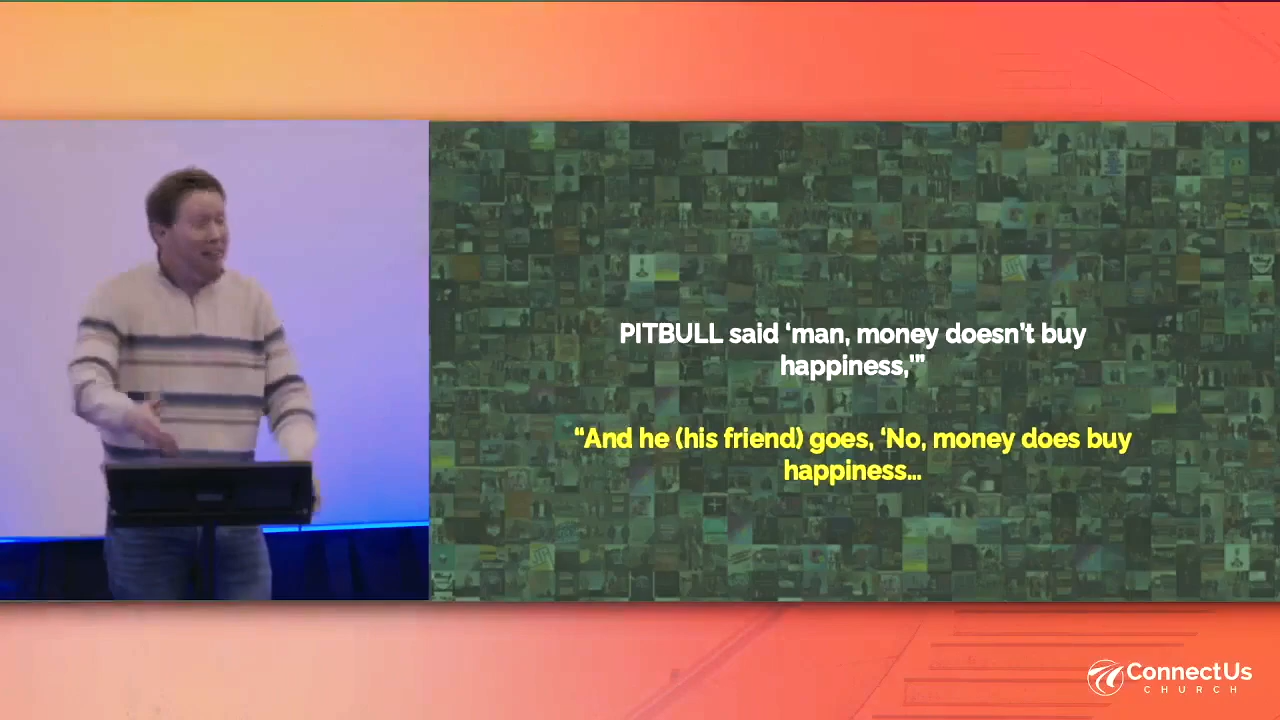 PITBULL said ‘man, money doesn’t buy
happiness,’”
“And he (his friend) goes, ‘No, money does buy
happiness...
ConnectUs
CHURCH